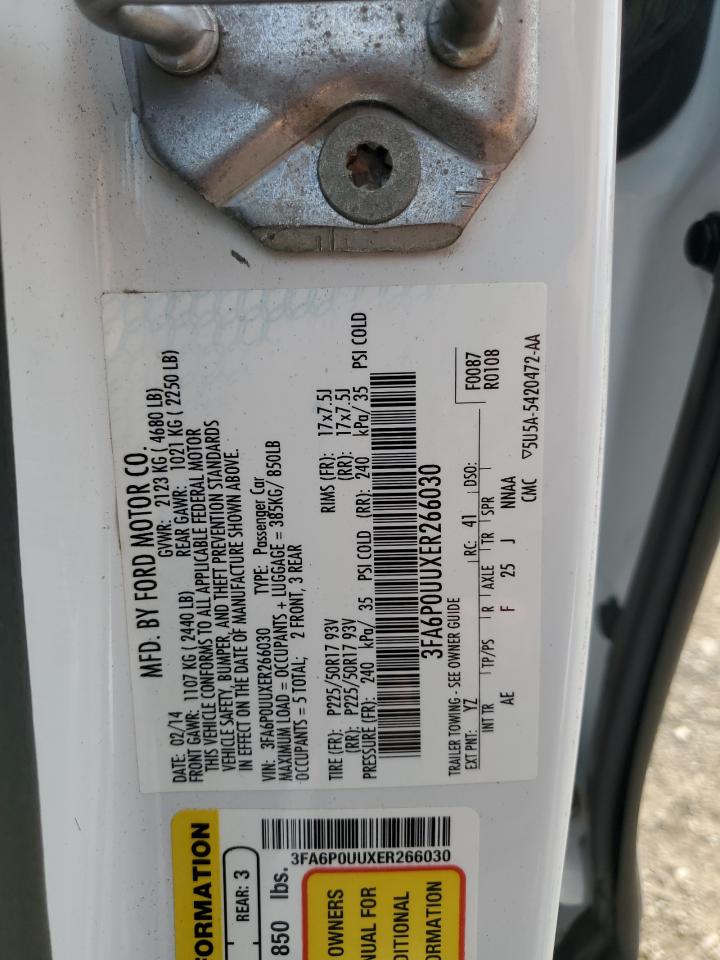 MFD. BY FORD MOTOR CO.
DATE: 02/14 GVWR: 2123 KG ( 4680 LB)
FRONT GAWR: 1107 KG ( 2440 LB) REAR GAWR: 1021 KG ( 2250 LB)
THIS VEHICLE CONFORMS TO ALL APPLICABLE FEDERAL MOTOR
VEHICLE SAFETY, BUMPER, AND THEFT PREVENTION STANDARDS
IN EFFECT ON THE DATE OF MANUFACTURE SHOWN ABOVE.
VIN: 3FA6P0UUXER266030 TYPE: Passenger Car
MAXIMUM LOAD = OCCUPANTS + LUGGAGE = 385KG/ 850LB
OCCUPANTS = 5 TOTAL; 2 FRONT, 3 REAR
TIRE (FR): P225/50R17 93V RIMS (FR): 17x7.5J
(RR): P225/50R17 93V (RR): 17x7.5J
PRESSURE (FR): 240 kPa/ 35 PSI COLD (RR): 240 kPa/ 35 PSI COLD
3FA6P0UUXER266030
TRAILER TOWING - SEE OWNER GUIDE
F0087
R0108
EXT PNT: YZ RC: 41 DSO:
INT TR TP/PS R AXLE TR SPR
AE F 25 J NNAA
CMC ▽5U5A-5420472-AA
FORMATION
REAR: 3
850 lbs.
3FA6P0UUXER266030
OWNERS
NUAL FOR
DITIONAL
ORMATION